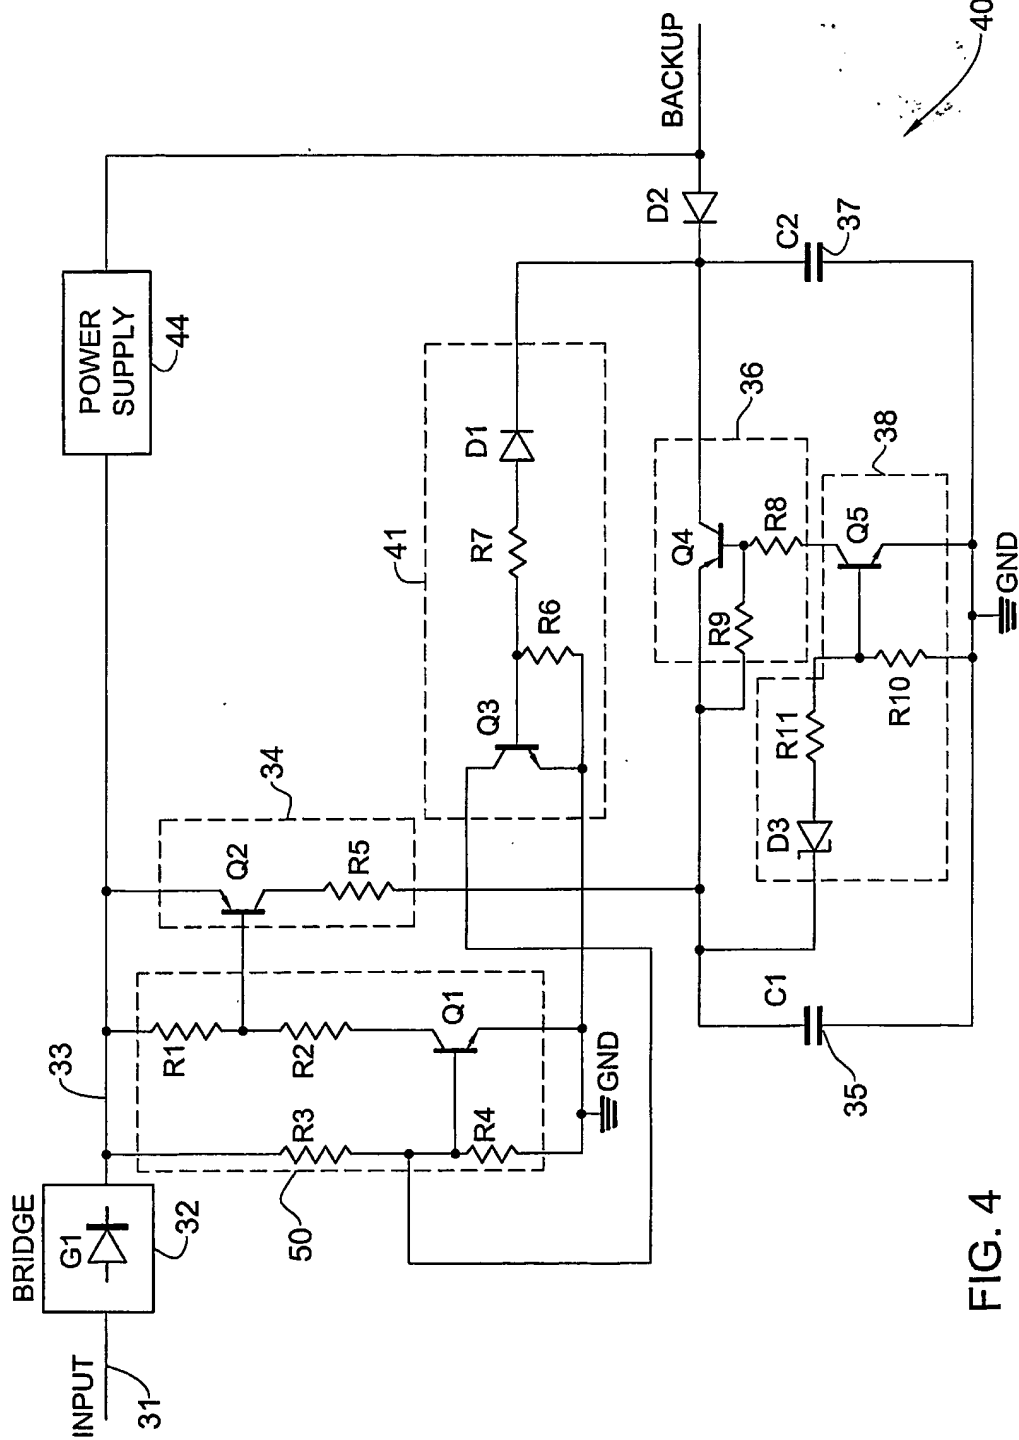 BRIDGE
INPUT
G1
31
32
33
POWER
SUPPLY
44
BACKUP
40
34
Q2
R5
R1
R2
R3
R4
Q1
50
GND
41
Q3
R6
R7
D1
D2
36
Q4
R9
R8
38
Q5
R10
R11
D3
C1
35
C2
37
GND
FIG. 4